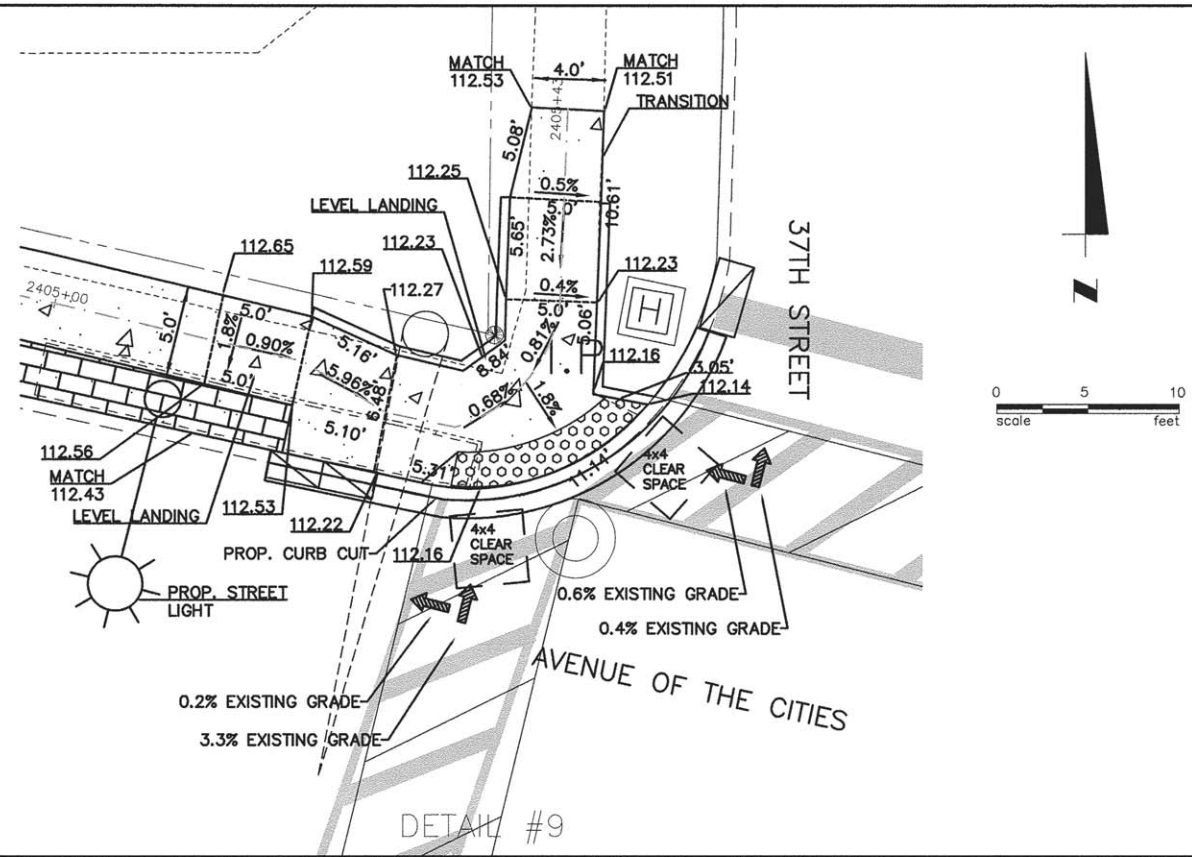 MATCH
112.53
4.0'
MATCH
112.51
TRANSITION
2405+43
5.08'
112.25
0.5%
5.0'
10.61'
LEVEL LANDING
5.65'
2.73%
112.23
112.65
112.59
112.23
112.27
0.4%
5.0'
H
37TH STREET
N
2405+00
5.0'
1.8%
5.0'
0.90%
5.0'
5.16'
5.96%
5.48'
8.84'
0.81%
5.06'
112.16
3.05'
112.14
0.68%
1.8%
5.10'
5.31'
11.14'
0 5 10
scale feet
112.56
MATCH
112.43
LEVEL LANDING
112.53
112.22
PROP. CURB CUT
112.16
4x4
CLEAR
SPACE
4x4
CLEAR
SPACE
PROP. STREET
LIGHT
0.6% EXISTING GRADE
0.4% EXISTING GRADE
AVENUE OF THE CITIES
0.2% EXISTING GRADE
3.3% EXISTING GRADE
DETAIL #9